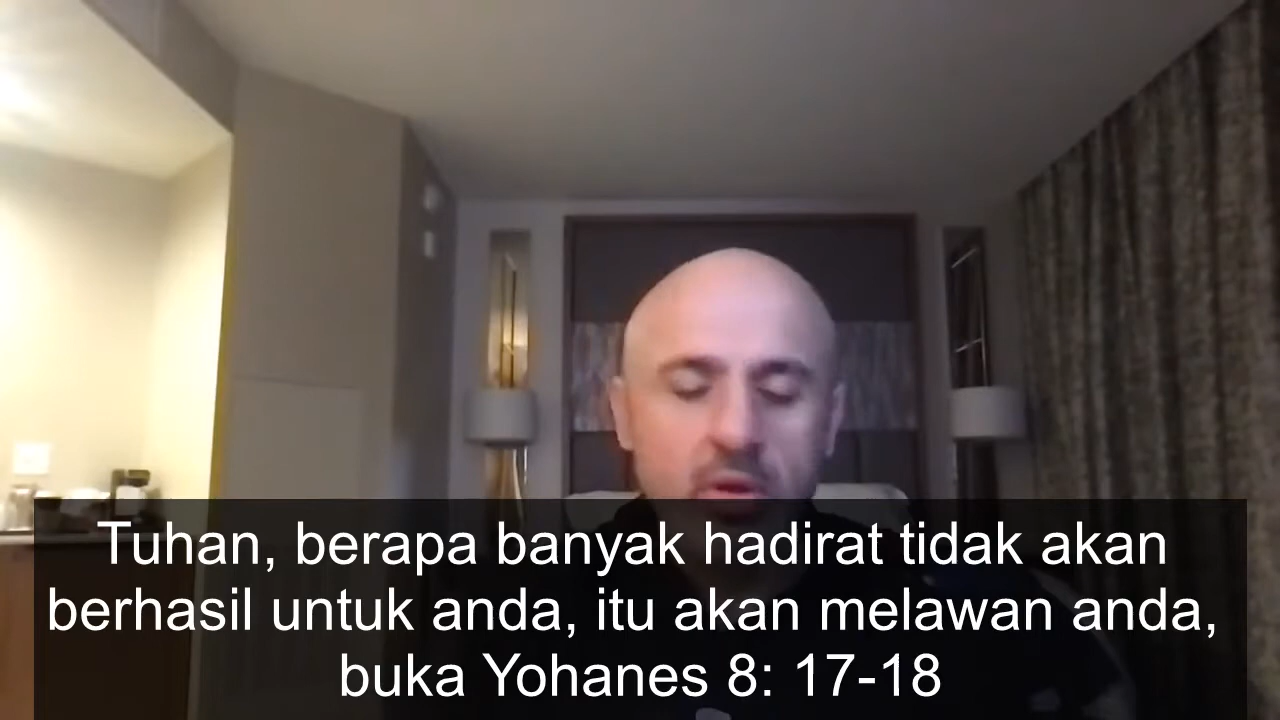 Tuhan, berapa banyak hadirat tidak akan
berhasil untuk anda, itu akan melawan anda,
buka Yohanes 8: 17-18